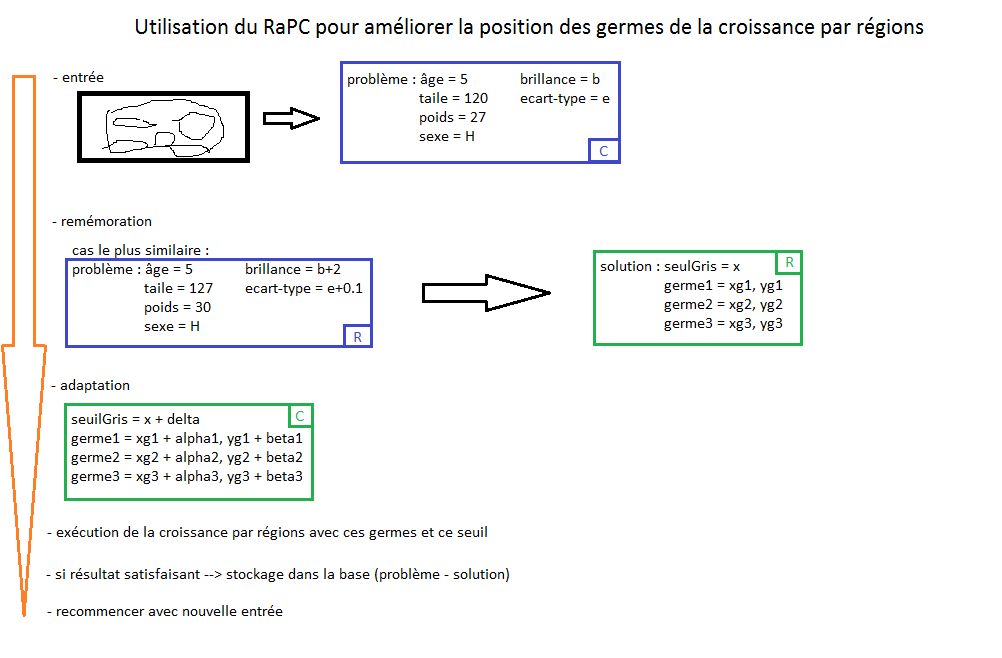 Utilisation du RaPC pour améliorer la position des germes de la croissance par régions
- entrée
problème : âge = 5 brillance = b
taile = 120 ecart-type = e
poids = 27
sexe = H
C
- remémoration
cas le plus similaire :
problème : âge = 5 brillance = b+2
taile = 127 ecart-type = e+0.1
poids = 30
sexe = H
R
solution : seulGris = x R
germe1 = xg1, yg1
germe2 = xg2, yg2
germe3 = xg3, yg3
- adaptation
seuilGris = x + delta C
germe1 = xg1 + alpha1, yg1 + beta1
germe2 = xg2 + alpha2, yg2 + beta2
germe3 = xg3 + alpha3, yg3 + beta3
- exécution de la croissance par régions avec ces germes et ce seuil
- si résultat satisfaisant --> stockage dans la base (problème - solution)
- recommencer avec nouvelle entrée